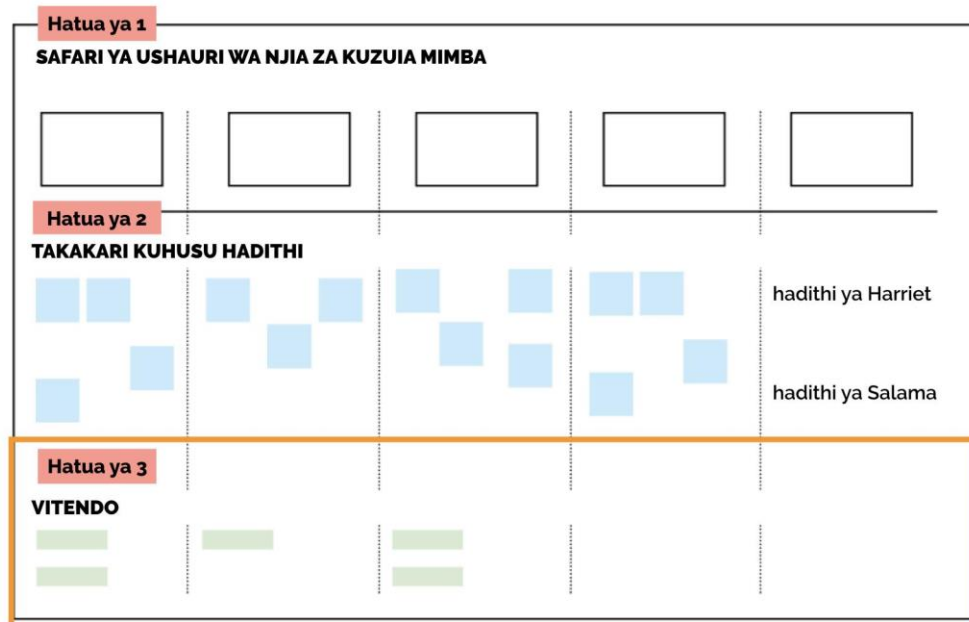 Hatua ya 1
SAFARI YA USHAURI WA NJIA ZA KUZUIA MIMBA
Hatua ya 2
TAKAKARI KUHUSU HADITHI
hadithi ya Harriet
hadithi ya Salama
Hatua ya 3
VITENDO